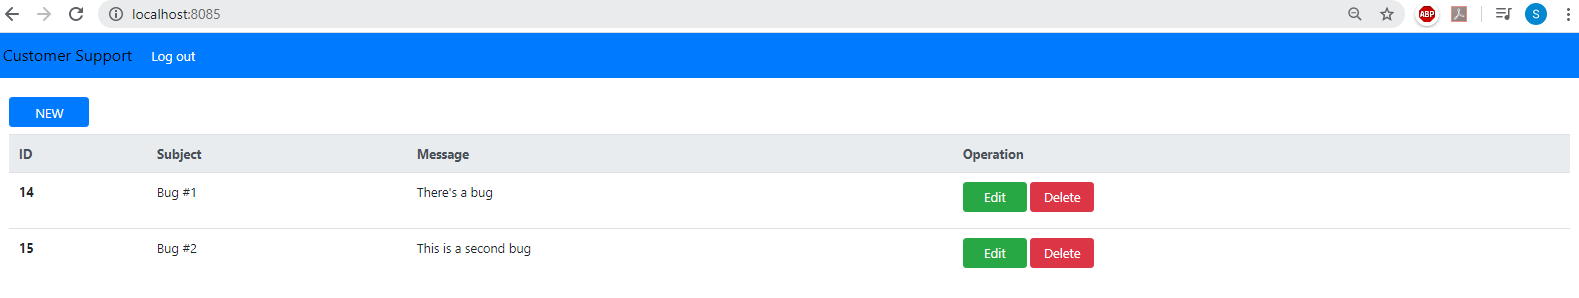 localhost:8085
ABP
S
Customer Support Log out
NEW
ID Subject Message Operation
14 Bug #1 There's a bug Edit Delete
15 Bug #2 This is a second bug Edit Delete